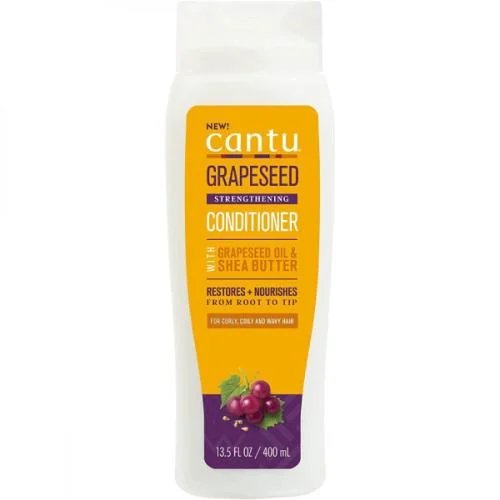 NEW!
cantu
GRAPESEED
STRENGTHENING
CONDITIONER
WITH GRAPESEED OIL &
SHEA BUTTER
RESTORES + NOURISHES
FROM ROOT TO TIP
FOR CURLY, COILY AND WAVY HAIR
13.5 FL OZ / 400 mL